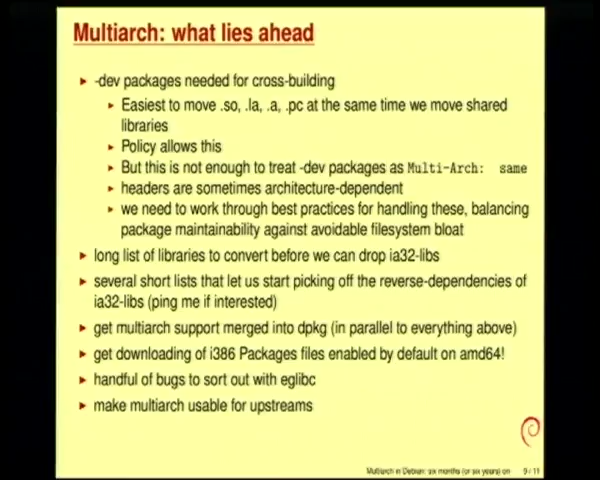 Multiarch: what lies ahead
-dev packages needed for cross-building
Easiest to move .so, .la, .a, .pc at the same time we move shared
libraries
Policy allows this
But this is not enough to treat -dev packages as Multi-Arch: same
headers are sometimes architecture-dependent
we need to work through best practices for handling these, balancing
package maintainability against avoidable filesystem bloat
long list of libraries to convert before we can drop ia32-libs
several short lists that let us start picking off the reverse-dependencies of
ia32-libs (ping me if interested)
get multiarch support merged into dpkg (in parallel to everything above)
get downloading of i386 Packages files enabled by default on amd64!
handful of bugs to sort out with eglibc
make multiarch usable for upstreams
Multiarch in Debian: six months (or six years) on 9 / 11